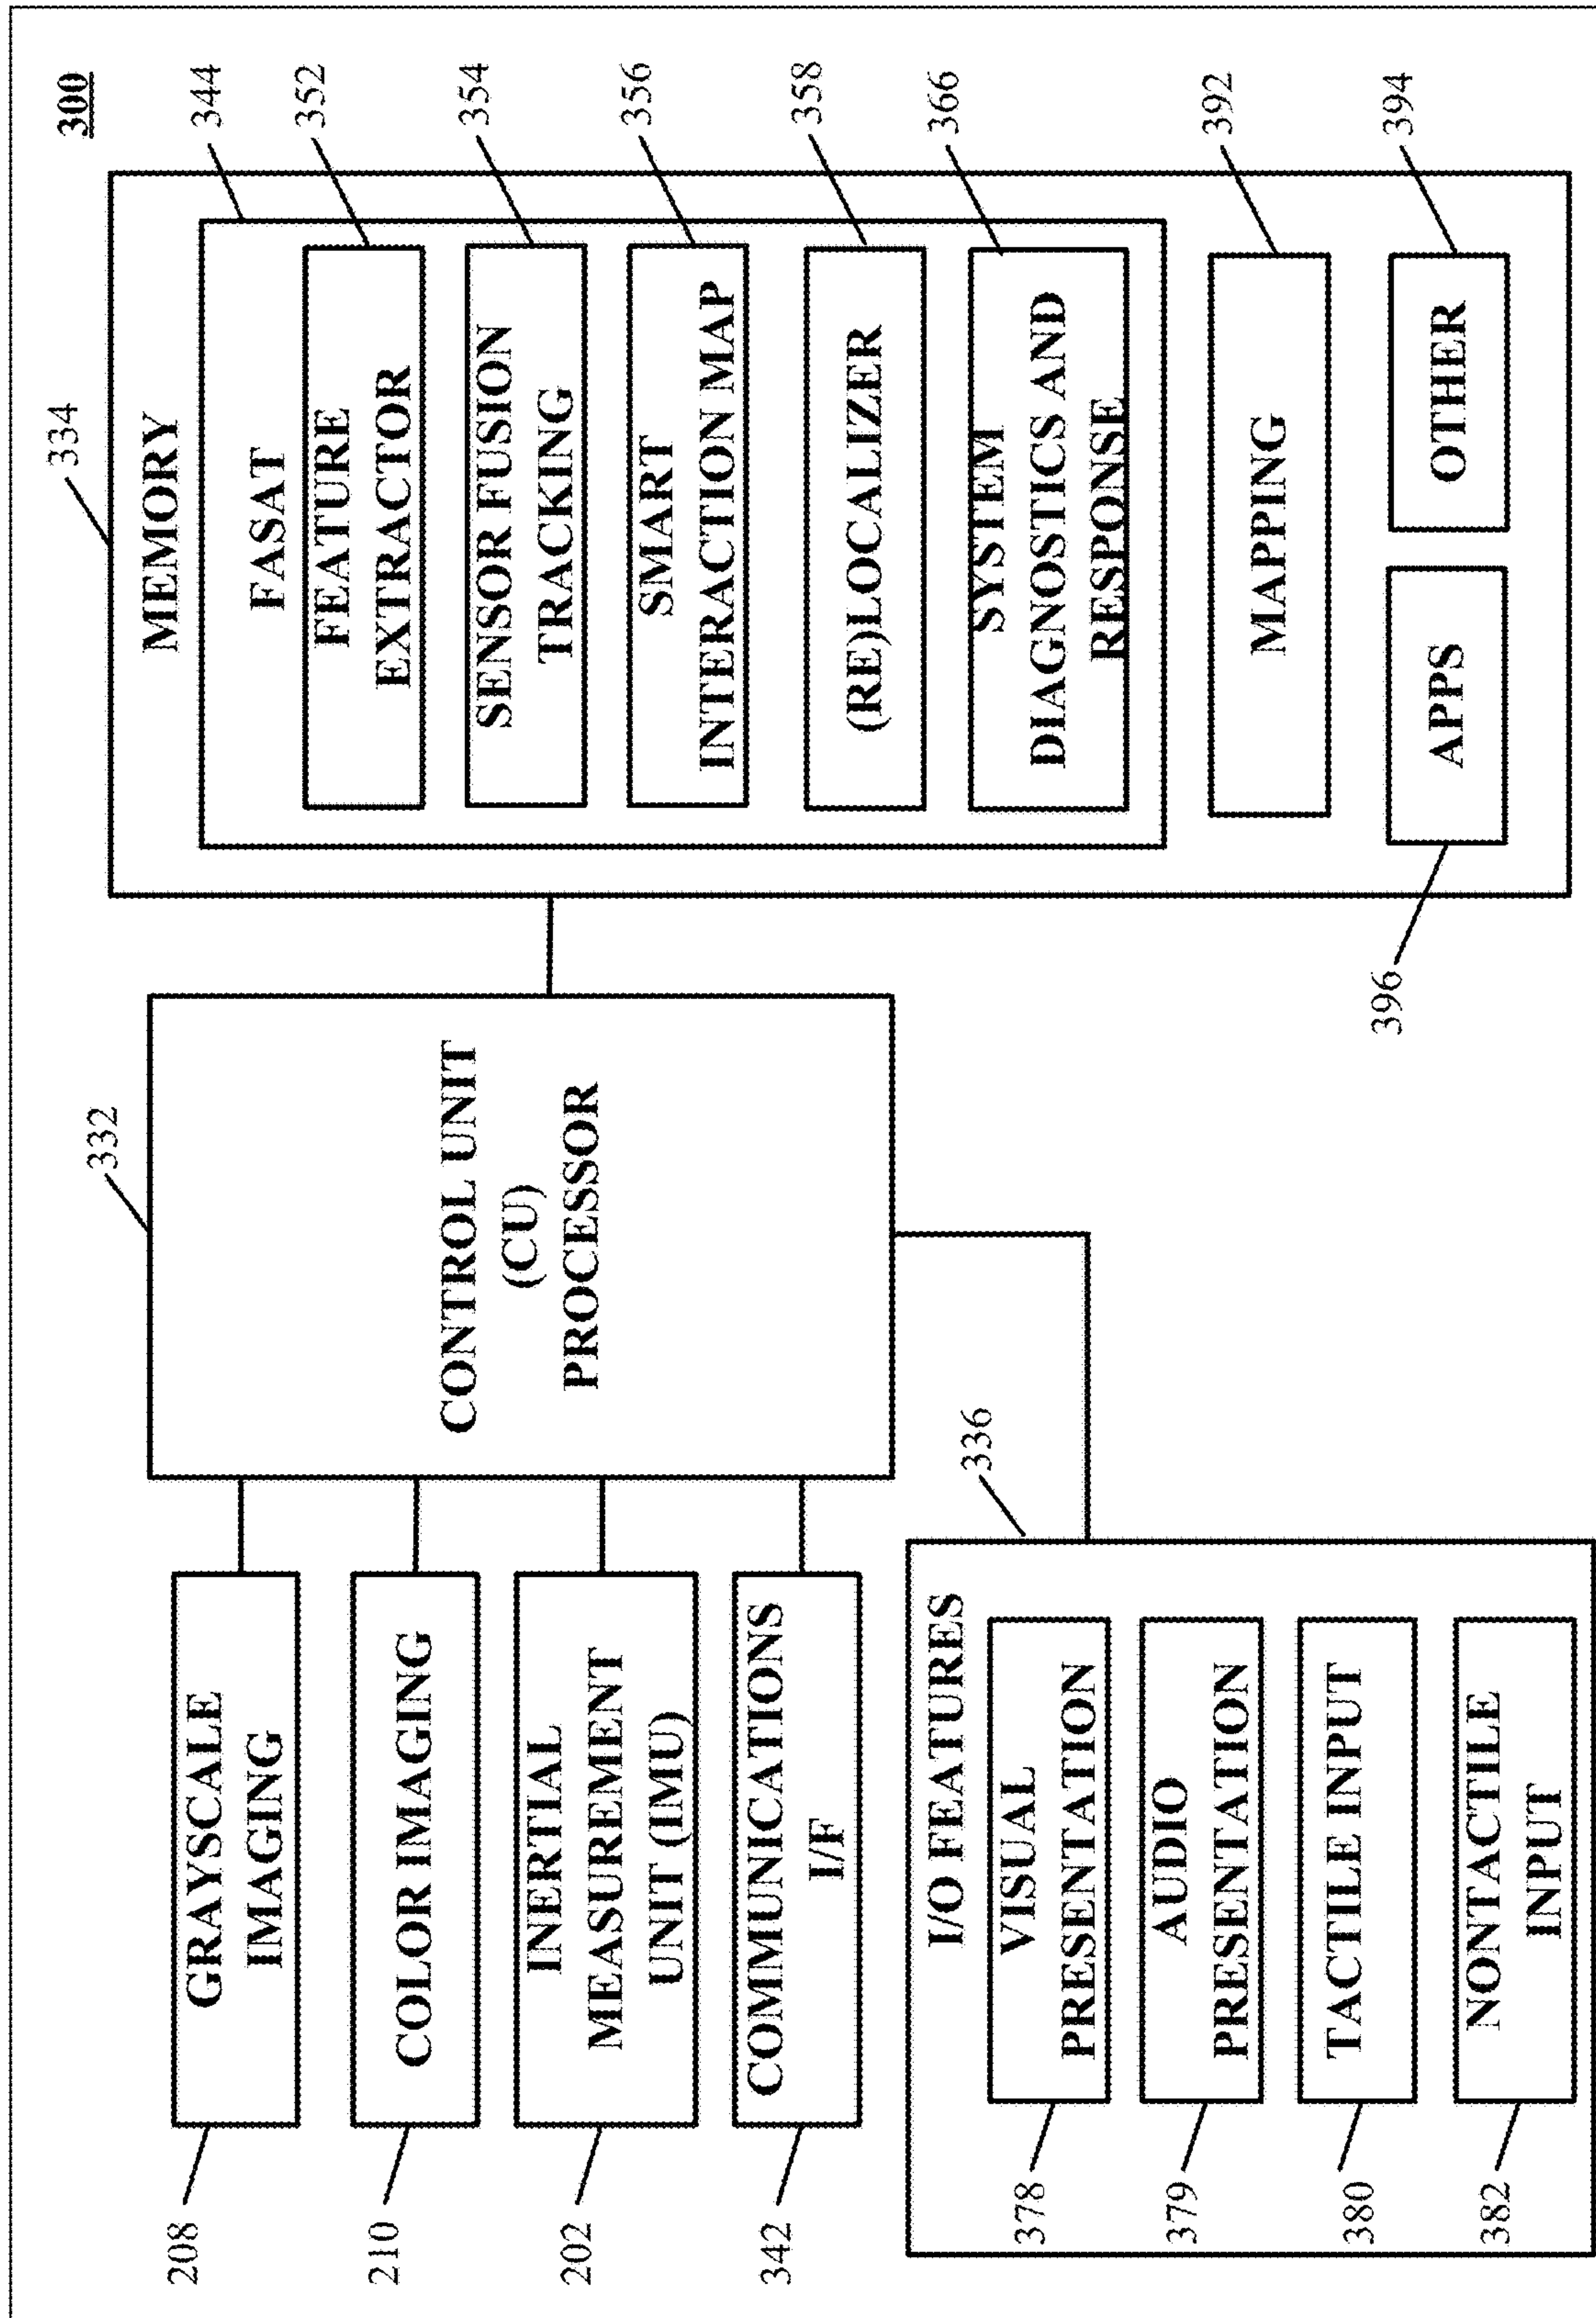 300
208
GRAYSCALE
IMAGING
210
COLOR IMAGING
202
INERTIAL
MEASUREMENT
UNIT (IMU)
342
COMMUNICATIONS
I/F
332
CONTROL UNIT
(CU)
PROCESSOR
336
I/O FEATURES
378
VISUAL
PRESENTATION
379
AUDIO
PRESENTATION
380
TACTILE INPUT
382
NONTACTILE
INPUT
334
MEMORY
344
FASAT
352
FEATURE
EXTRACTOR
354
SENSOR FUSION
TRACKING
356
SMART
INTERACTION MAP
358
(RE)LOCALIZER
366
SYSTEM
DIAGNOSTICS AND
RESPONSE
392
MAPPING
396
APPS
OTHER
394